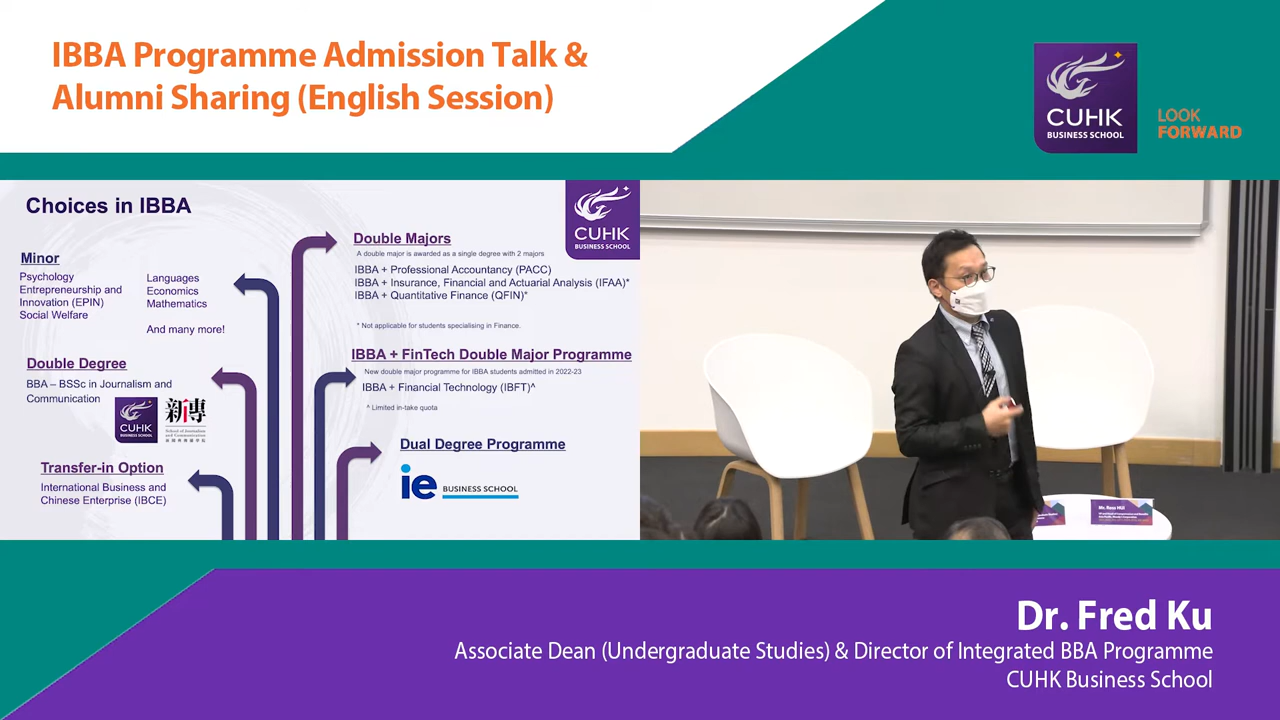 IBBA Programme Admission Talk &
Alumni Sharing (English Session)
CUHK
BUSINESS SCHOOL
LOOK
FORWARD
Choices in IBBA
CUHK
BUSINESS SCHOOL
Minor
Psychology
Entrepreneurship and
Innovation (EPIN)
Social Welfare
Languages
Economics
Mathematics
And many more!
Double Degree
BBA – BSSc in Journalism and
Communication
CUHK
BUSINESS SCHOOL
新專
School of Journalism
and Communication
Transfer-in Option
International Business and
Chinese Enterprise (IBCE)
Double Majors
A double major is awarded as a single degree with 2 majors
IBBA + Professional Accountancy (PACC)
IBBA + Insurance, Financial and Actuarial Analysis (IFAA)*
IBBA + Quantitative Finance (QFIN)*
* Not applicable for students specialising in Finance.
IBBA + FinTech Double Major Programme
New double major programme for IBBA students admitted in 2022-23
IBBA + Financial Technology (IBFT)^
^ Limited in-take quota
Dual Degree Programme
ie
BUSINESS SCHOOL
Dr. Fred Ku
Associate Dean (Undergraduate Studies) & Director of Integrated BBA Programme
CUHK Business School